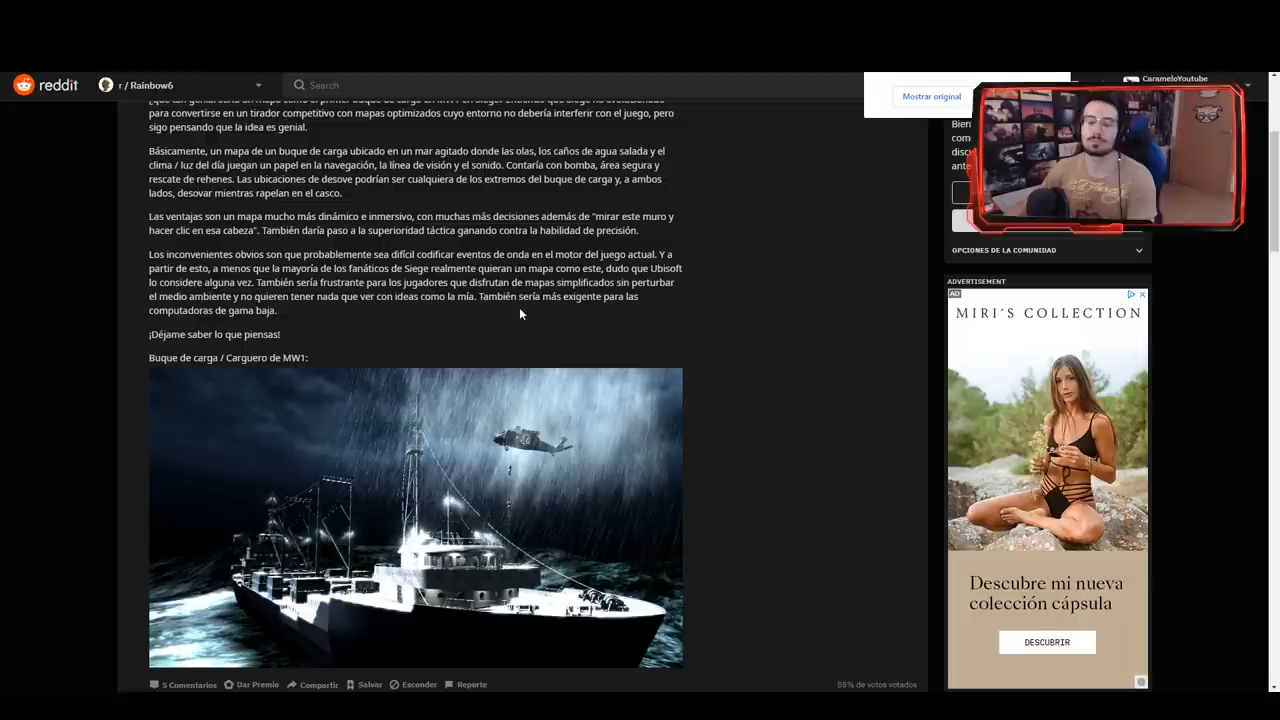 reddit
r / Rainbow6
Search
Mostrar original
CarameloYoutube
para convertirse en un tirador competitivo con mapas optimizados cuyo entorno no debería interferir con el juego, pero
sigo pensando que la idea es genial.
Básicamente, un mapa de un buque de carga ubicado en un mar agitado donde las olas, los caños de agua salada y el
clima / luz del día juegan un papel en la navegación, la línea de visión y el sonido. Contaría con bomba, área segura y
rescate de rehenes. Las ubicaciones de desove podrían ser cualquiera de los extremos del buque de carga y, a ambos
lados, desovar mientras rapelan en el casco.
Las ventajas son un mapa mucho más dinámico e inmersivo, con muchas más decisiones además de "mirar este muro y
hacer clic en esa cabeza". También daría paso a la superioridad táctica ganando contra la habilidad de precisión.
Los inconvenientes obvios son que probablemente sea difícil codificar eventos de onda en el motor del juego actual. Y a
partir de esto, a menos que la mayoría de los fanáticos de Siege realmente quieran un mapa como este, dudo que Ubisoft
lo considere alguna vez. También sería frustrante para los jugadores que disfrutan de mapas simplificados sin perturbar
el medio ambiente y no quieren tener nada que ver con ideas como la mía. También sería más exigente para las
computadoras de gama baja.
¡Déjame saber lo que piensas!
Buque de carga / Carguero de MW1:
5 Comentarios Dar Premio Compartir Salvar Esconder Reporte
86% de votos votados
Bien
como
discu
ante
OPCIONES DE LA COMUNIDAD
ADVERTISEMENT
AD
MIRI´S COLLECTION
Descubre mi nueva
colección cápsula
DESCUBRIR